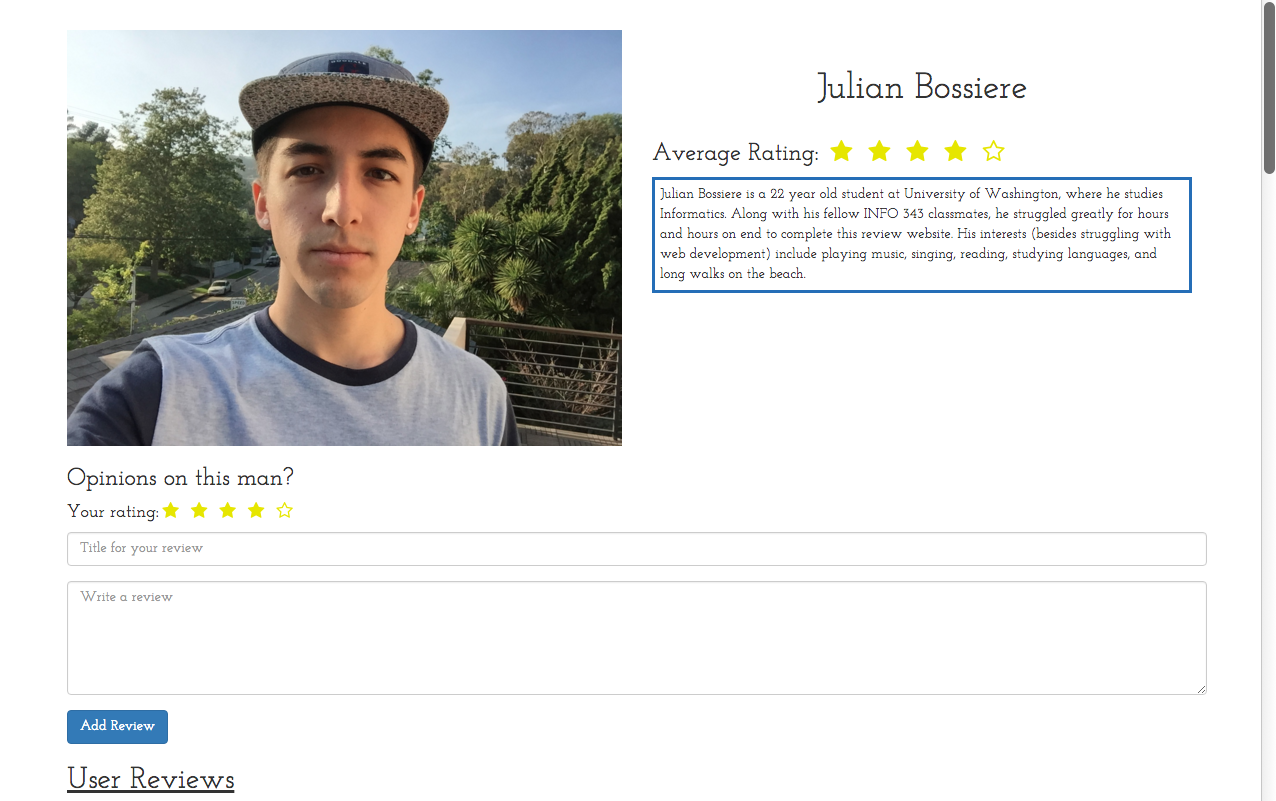 Julian Bossiere
Average Rating:
Julian Bossiere is a 22 year old student at University of Washington, where he studies
Informatics. Along with his fellow INFO 343 classmates, he struggled greatly for hours
and hours on end to complete this review website. His interests (besides struggling with
web development) include playing music, singing, reading, studying languages, and
long walks on the beach.
Opinions on this man?
Your rating:
Title for your review
Write a review
Add Review
User Reviews